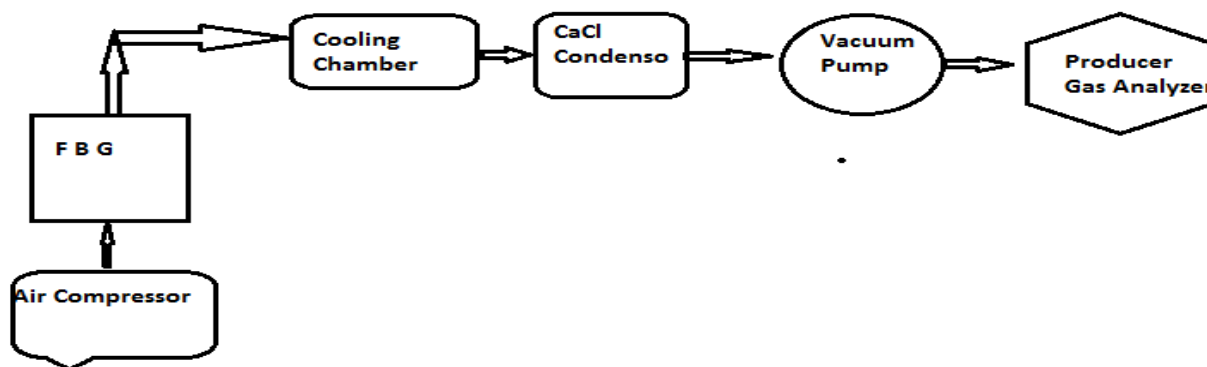 Cooling
Chamber
CaCl
Condenso
Vacuum
Pump
Producer
Gas Analyzer
F B G
Air Compressor